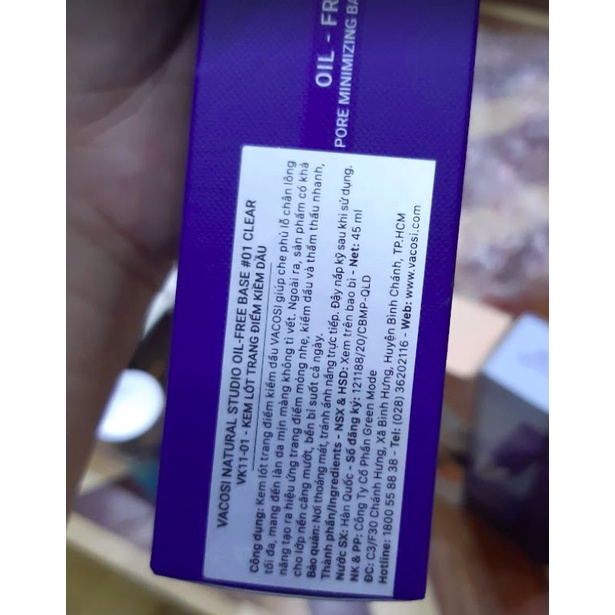 OIL - FR
PORE MINIMIZING BA
VACOSI NATURAL STUDIO OIL-FREE BASE #01 CLEAR
VK11-01 - KEM LÓT TRANG ĐIỂM KIỀM DẦU
Công dụng: Kem lót trang điểm kiềm dầu VACOSI giúp che phủ lỗ chân lông
tối đa, mang đến làn da mịn màng không tì vết. Ngoài ra, sản phẩm có khả
năng tạo ra hiệu ứng trang điểm mỏng nhẹ, kiềm dầu và thẩm thấu nhanh,
cho lớp nền căng mướt, bền bỉ suốt cả ngày.
Bảo quản: Nơi thoáng mát, tránh ánh nắng trực tiếp. Đậy nắp kỹ sau khi sử dụng.
Thành phần/Ingredients - NSX & HSD: Xem trên bao bì - Net: 45 ml
Nước SX: Hàn Quốc - Số đăng ký: 121188/20/CBMP-QLD
NK & PP: Công Ty Cổ Phần Green Mode
ĐC: C3/F30 Chánh Hưng, Xã Bình Hưng, Huyện Bình Chánh, TP.HCM
Hotline: 1800 55 88 38 - Tel: (028) 36202116 - Web: www.vacosi.com